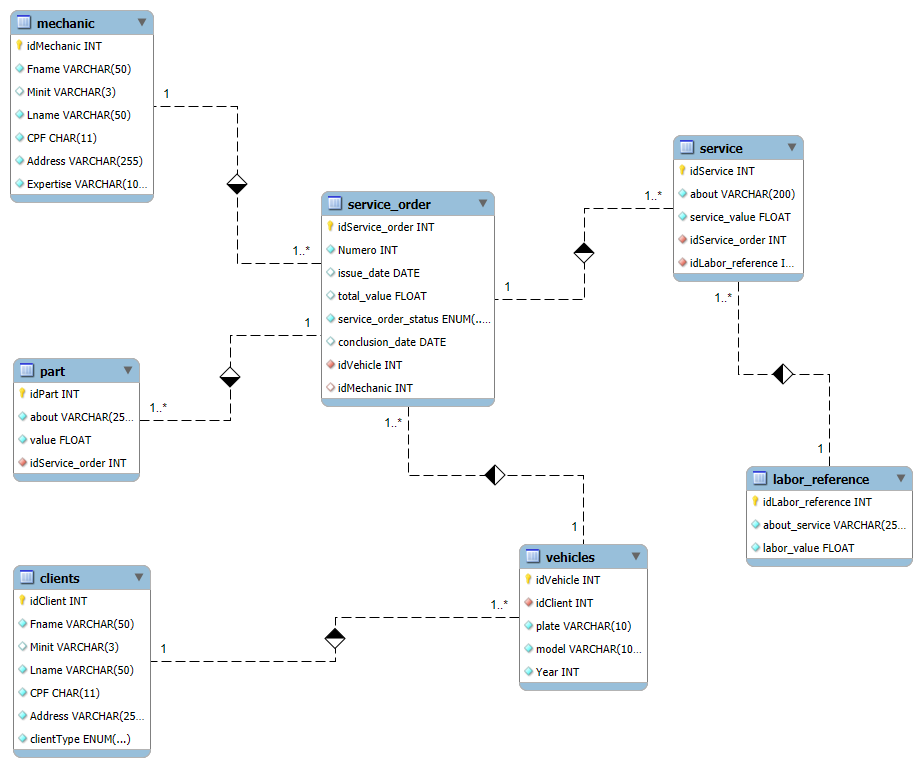 mechanic
idMechanic INT
Fname VARCHAR(50)
Minit VARCHAR(3)
Lname VARCHAR(50)
CPF CHAR(11)
Address VARCHAR(255)
Expertise VARCHAR(10...
1
1..*
service_order
idService_order INT
Numero INT
issue_date DATE
total_value FLOAT
service_order_status ENUM(.....
conclusion_date DATE
idVehicle INT
idMechanic INT
1
1..*
service
idService INT
about VARCHAR(200)
service_value FLOAT
idService_order INT
idLabor_reference I...
1..*
1
labor_reference
idLabor_reference INT
about_service VARCHAR(25...
labor_value FLOAT
1
1..*
part
idPart INT
about VARCHAR(25...
value FLOAT
idService_order INT
1..*
1
vehicles
idVehicle INT
idClient INT
plate VARCHAR(10)
model VARCHAR(10...
Year INT
1..*
1
clients
idClient INT
Fname VARCHAR(50)
Minit VARCHAR(3)
Lname VARCHAR(50)
CPF CHAR(11)
Address VARCHAR(25...
clientType ENUM(...)